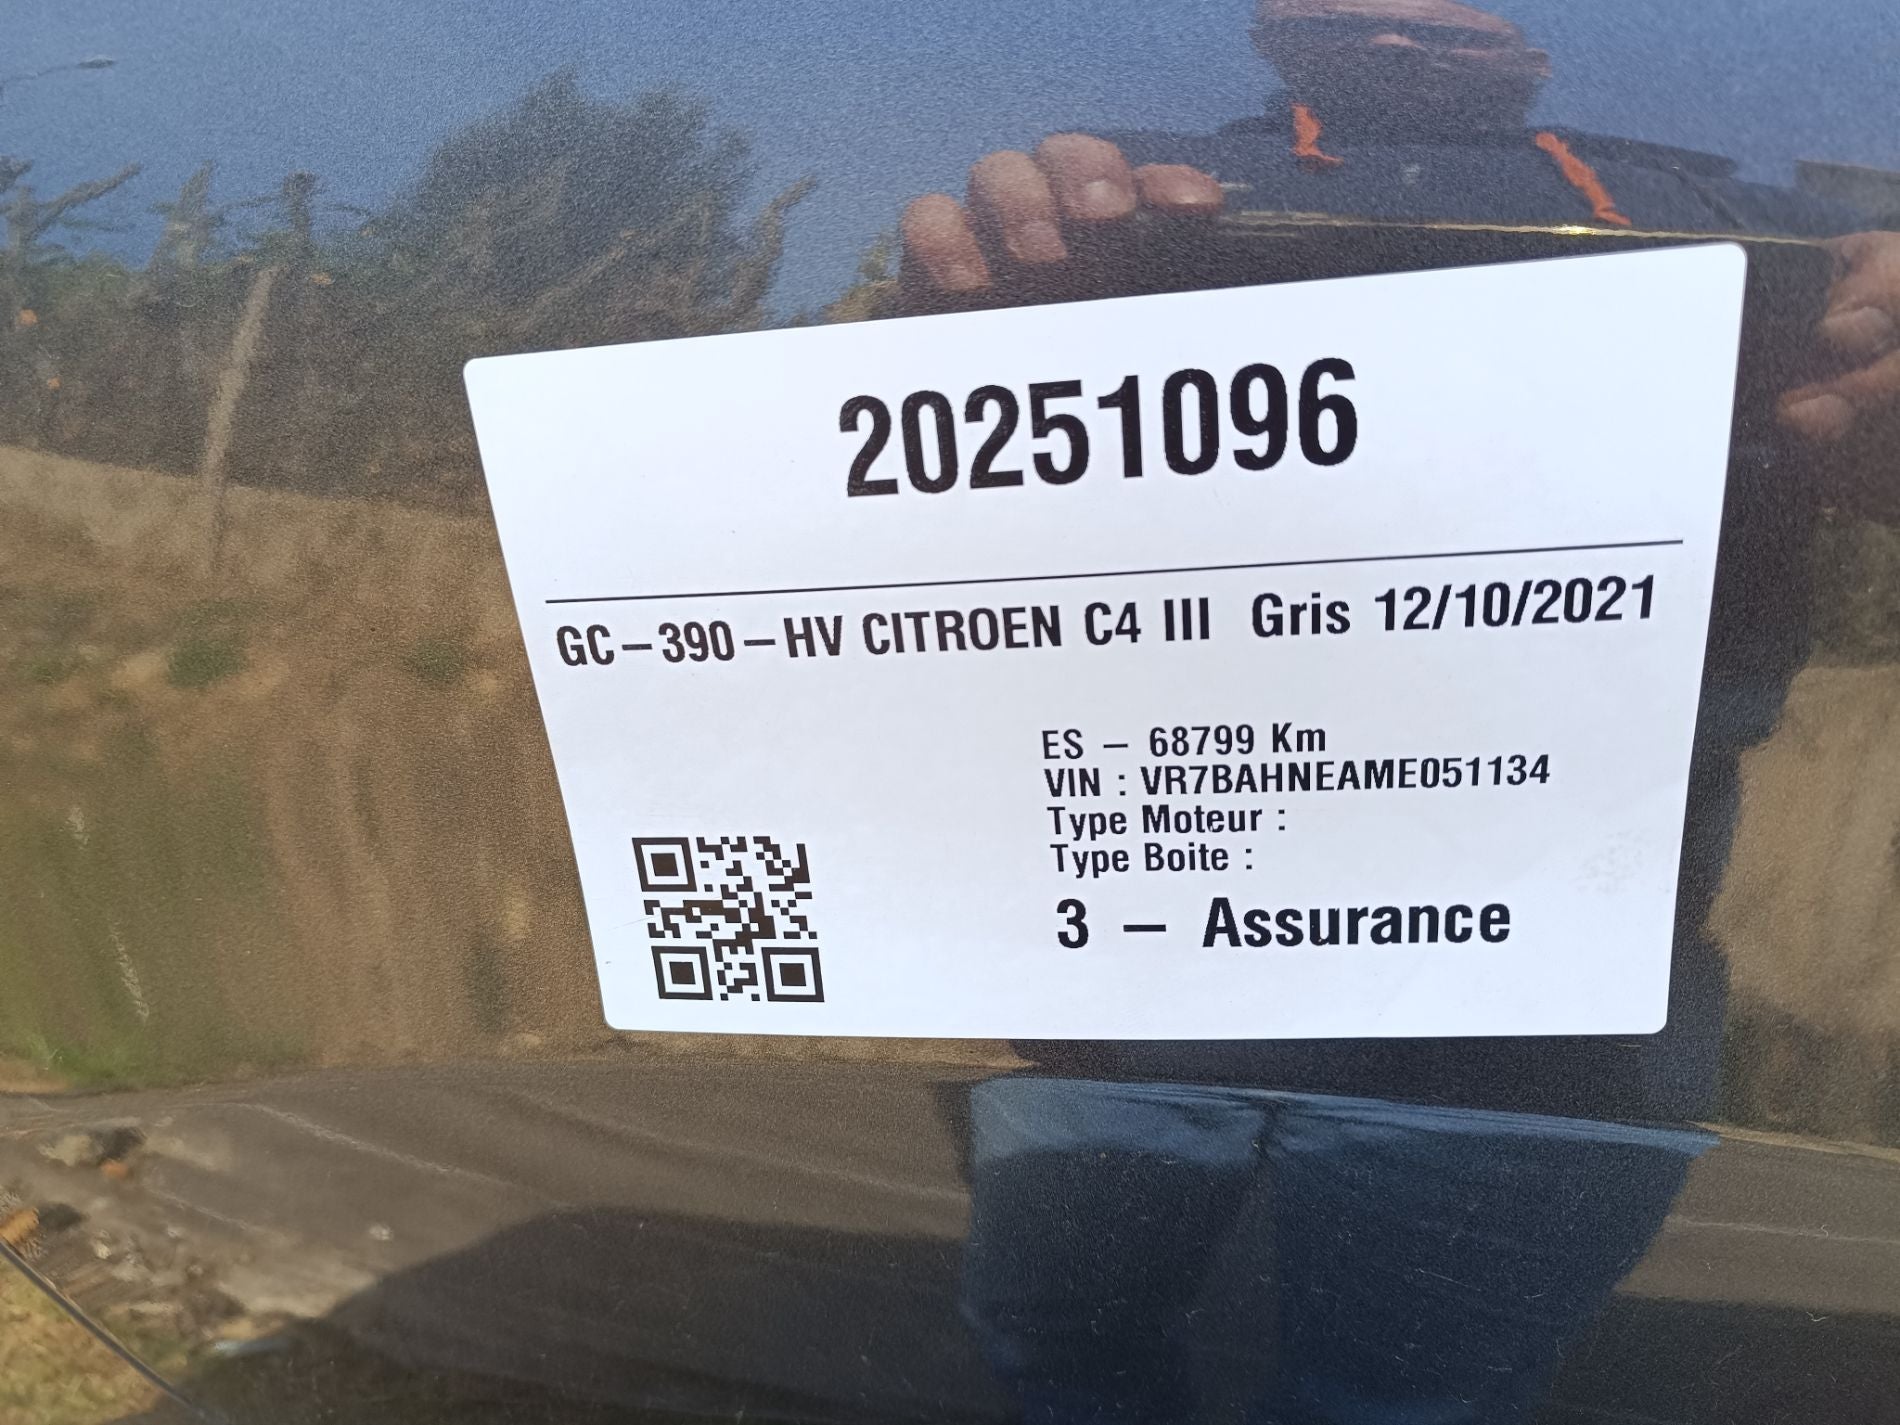 20251096
GC-390-HV CITROEN C4 III Gris 12/10/2021
ES - 68799 Km
VIN : VR7BAHNEAME051134
Type Moteur :
Type Boite :
3 - Assurance